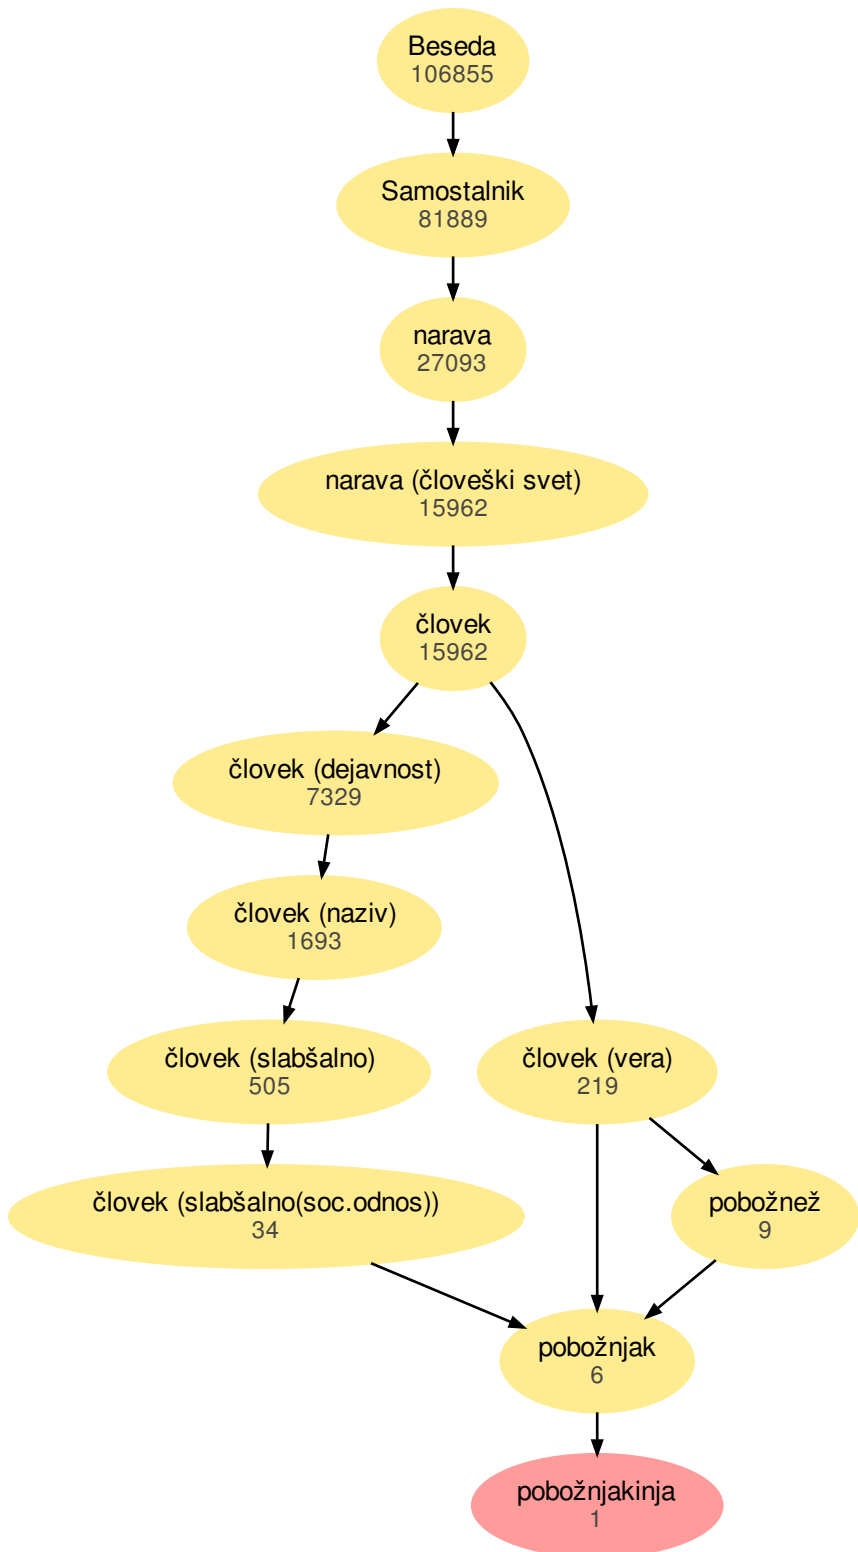 Beseda
106855
Samostalnik
81889
narava
27093
narava (človeški svet)
15962
človek
15962
človek (dejavnost)
7329
človek (naziv)
1693
človek (slabšalno)
505
človek (vera)
219
človek (slabšalno(soc.odnos))
34
pobožnež
9
pobožnjak
6
pobožnjakinja
1